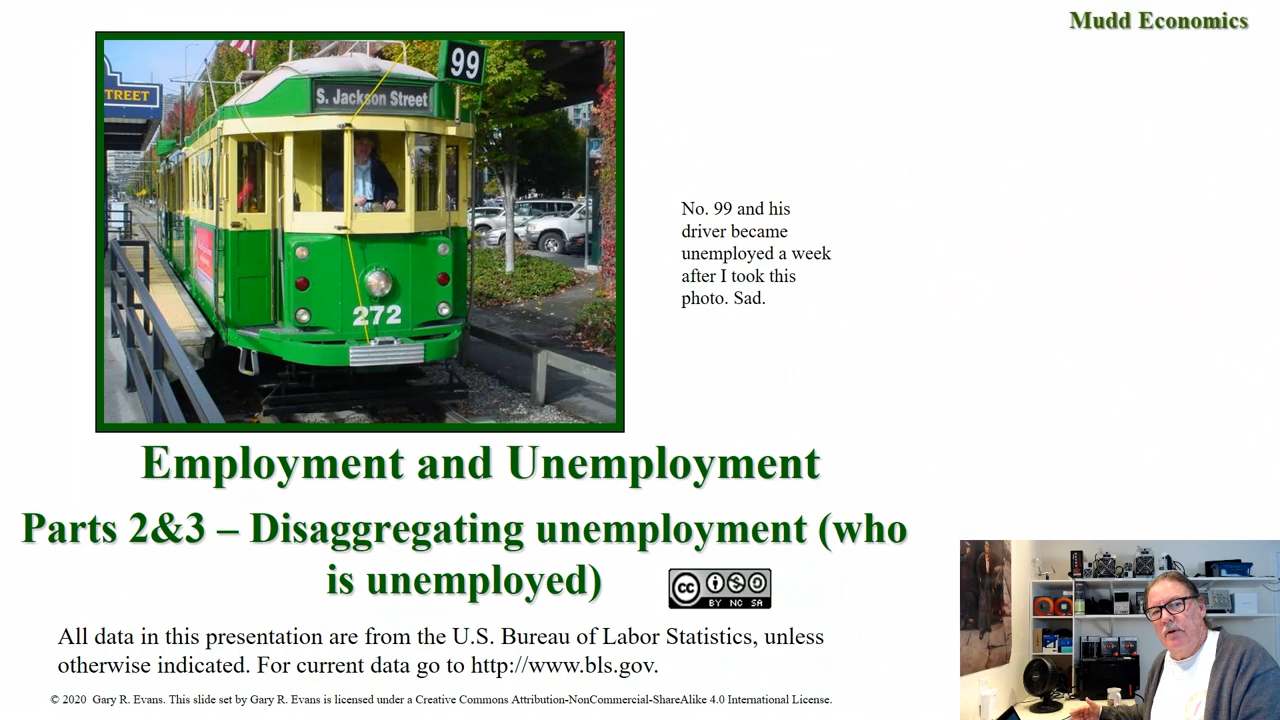 Mudd Economics
99
S. Jackson Street
TREET
272
No. 99 and his
driver became
unemployed a week
after I took this
photo. Sad.
Employment and Unemployment
Parts 2&3 – Disaggregating unemployment (who
is unemployed)
cc
BY NC SA
All data in this presentation are from the U.S. Bureau of Labor Statistics, unless
otherwise indicated. For current data go to http://www.bls.gov.
© 2020 Gary R. Evans. This slide set by Gary R. Evans is licensed under a Creative Commons Attribution-NonCommercial-ShareAlike 4.0 International License.